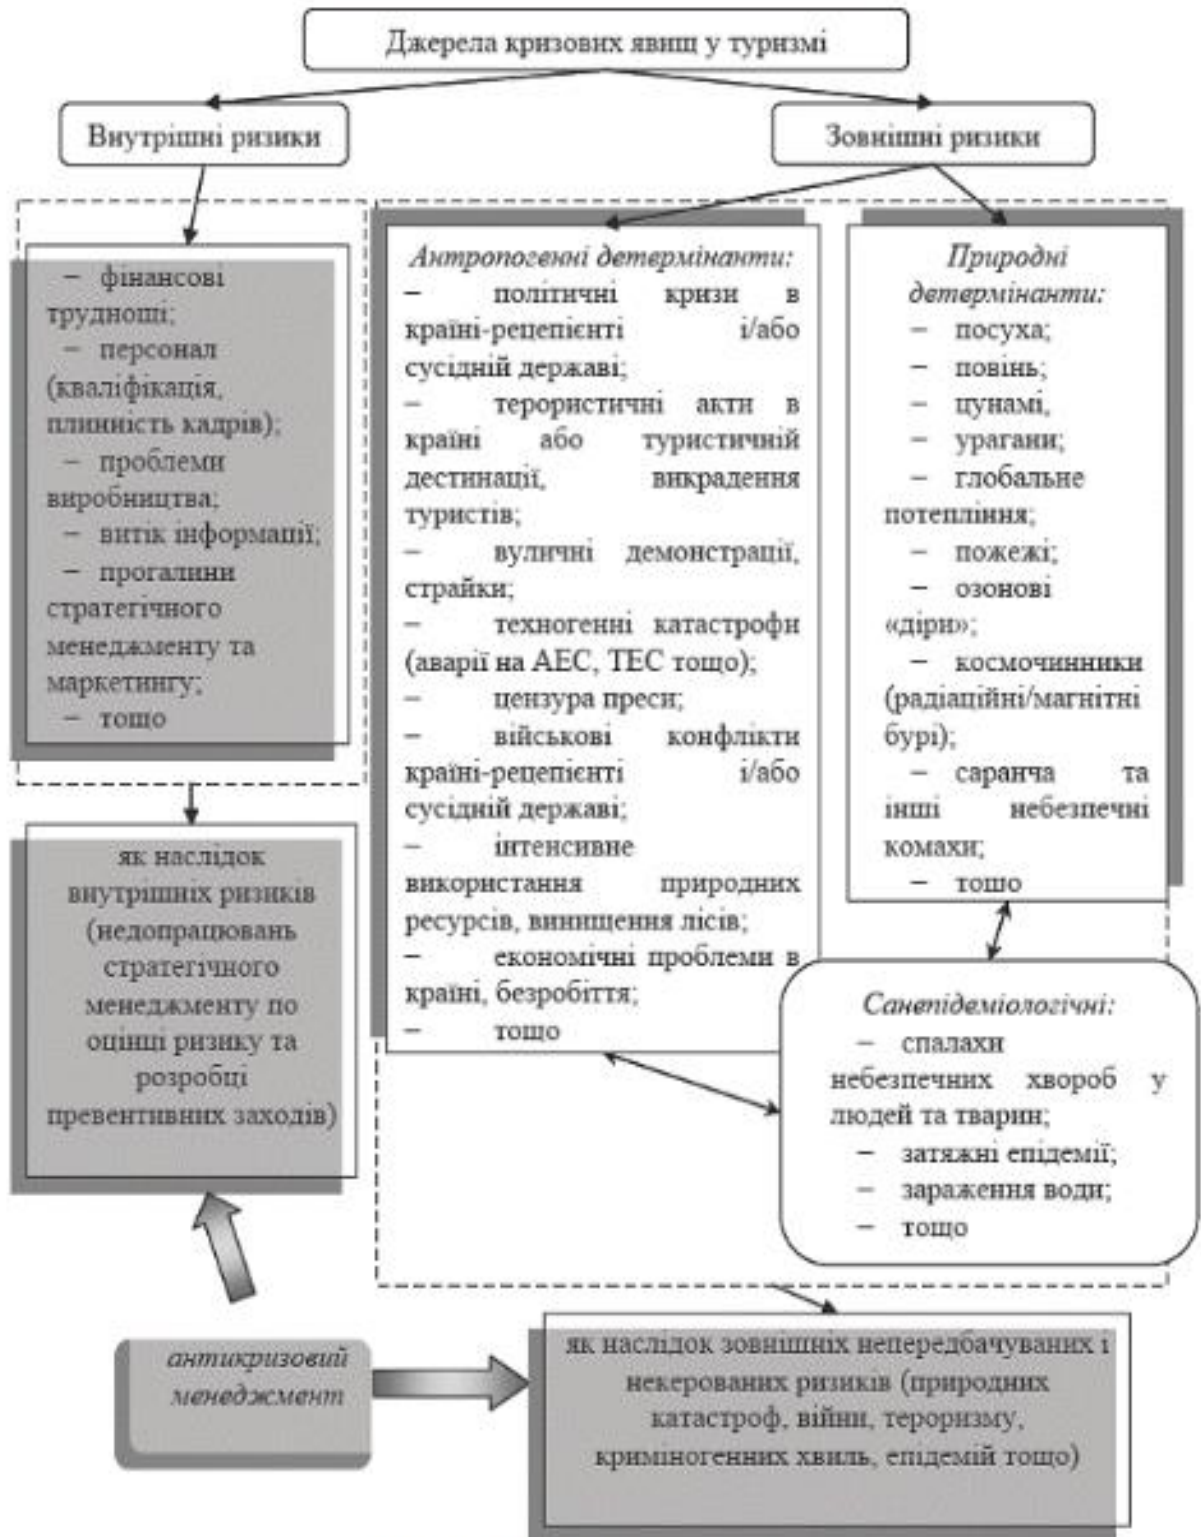 Джерела кризових явищ у туризмі
Внутрішні ризики
Зовнішні ризики
– фінансові
труднощі;
– персонал
(кваліфікація,
плинність кадрів);
– проблеми
виробництва;
– витік інформації;
– прогалини
стратегічного
менеджменту та
маркетингу;
– тощо
як наслідок
внутрішніх ризиків
(недопрацювань
стратегічного
менеджменту по
оцінці ризику та
розробці
превентивних заходів)
Антропогенні детермінанти:
– політичні кризи в
країні-рецепієнті і/або
сусідній державі;
– терористичні акти в
країні або туристичній
дестинації, викрадення
туристів;
– вуличні демонстрації,
страйки;
– техногенні катастрофи
(аварії на АЕС, ТЕС тощо);
– цензура преси;
– військові конфлікти
країні-рецепієнті і/або
сусідній державі;
– інтенсивне
використання природних
ресурсів, винищення лісів;
– економічні проблеми в
країні, безробіття;
– тощо
Природні
детермінанти:
– посуха;
– повінь;
– цунамі,
– урагани;
– глобальне
потепління;
– пожежі;
– озонові
«діри»;
– космочинники
(радіаційні/магнітні
бурі);
– саранча та
інші небезпечні
комахи;
– тошо
Санепідеміологічні:
– спалахи
небезпечних хвороб у
людей та тварин;
– затяжні епідемії;
– зараження води;
– тощо
антикризовий
менеджмент
як наслідок зовнішніх непередбачуваних і
некерованих ризиків (природних
катастроф, війни, тероризму,
криміногенних хвиль, епідемій тощо)